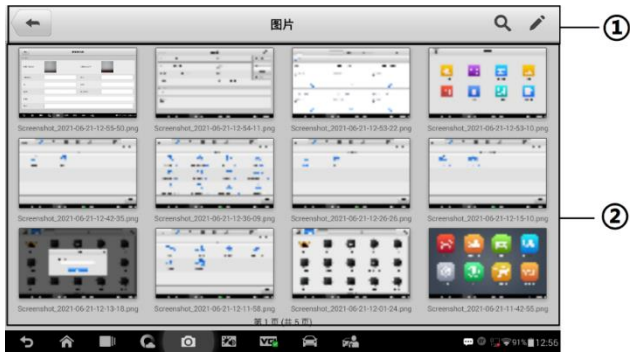 图片
①
Screenshot_2021-06-21-12-55-50.png Screenshot_2021-06-21-12-54-11.png Screenshot_2021-06-21-12-53-22.png Screenshot_2021-06-21-12-53-10.png
Screenshot_2021-06-21-12-42-35.png Screenshot_2021-06-21-12-36-09.png Screenshot_2021-06-21-12-26-26.png Screenshot_2021-06-21-12-15-10.png
②
Screenshot_2021-06-21-12-13-18.png Screenshot_2021-06-21-11-58.png Screenshot_2021-06-21-12-01-24.png Screenshot_2021-06-21-11-42-55.png
第 1 页 (共 5 页)
91% 12:56